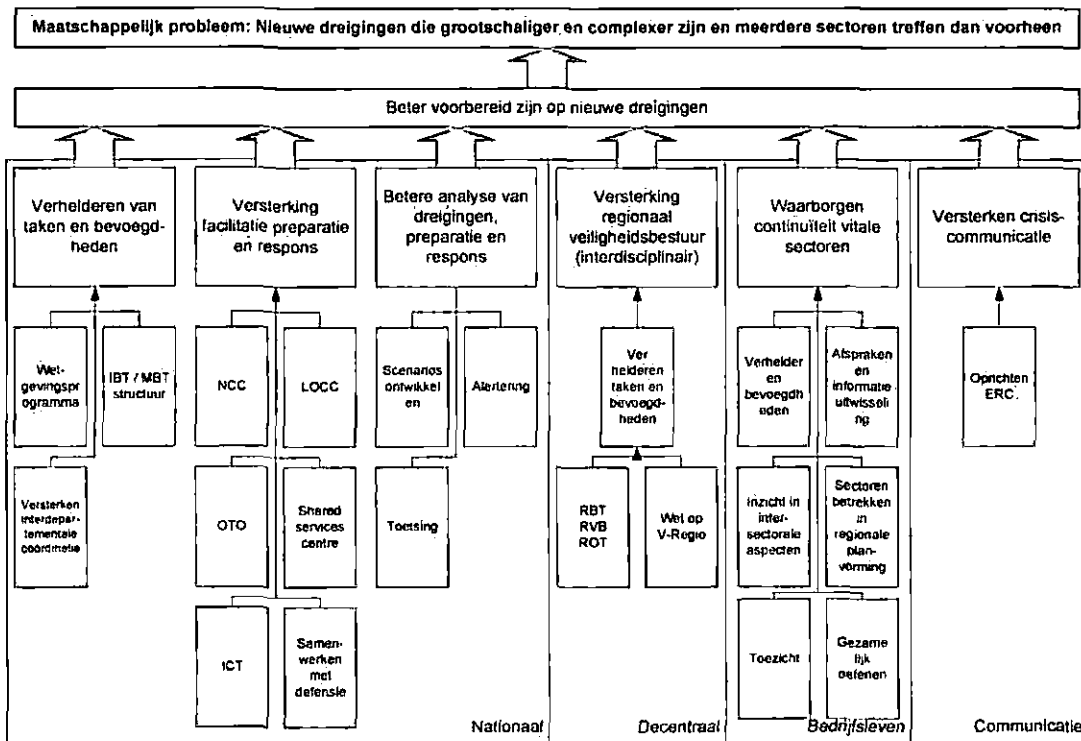 Maatschappelijk probleem: Nieuwe dreigingen die grootschaliger en complexer zijn en meerdere sectoren treffen dan voorheen
Beter voorbereid zijn op nieuwe dreigingen
Verhelderen van
taken en bevoegd-
heden
Versterking
facilitatie preparatie
en respons
Betere analyse van
dreigingen,
preparatie en
respons
Versterking
regionaal
veiligheidsbestuur
(interdisciplinair)
Waarborgen
continuïteit vitale
sectoren
Versterken crisis-
communicatie
Wet-
gevingspr
ogramma
IBT / MBT
structuur
NCC
LOCC
Scenarios
ontwikkel
en
Alertering
Ver
helderen
taken en
bevoegd-
heden
Verhelder
en
bevoegdh
eden
Afspraken
en
informatie
uitwisseli
ng
Oprichten
ERC
Versterken
interdepar-
tementale
coördinatie
OTO
Shared
services
centre
Toetsing
RBT
RVB
ROT
Wet op
V-Regio
Inzicht in
inter-
sectorale
aspecten
Sectoren
betrekken
in
regionale
plan-
vorming
ICT
Samen-
werken
met
defensie
Toezicht
Gezame
lijk
oefenen
Nationaal
Decentraal
Bedrijfsleven
Communicatie